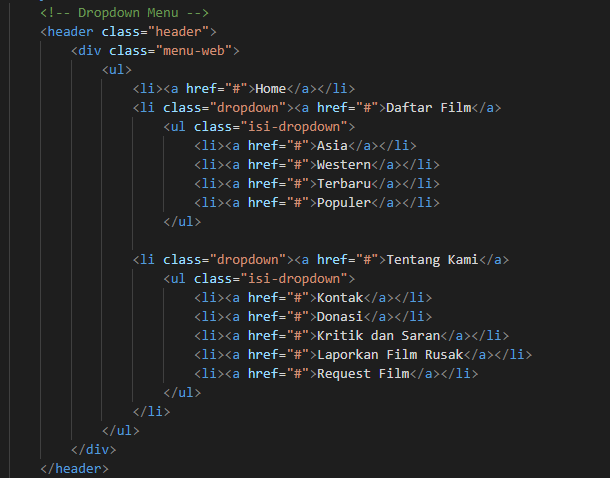 <!-- Dropdown Menu -->
<header class="header">
<div class="menu-web">
<ul>
<li><a href="#">Home</a></li>
<li class="dropdown"><a href="#">Daftar Film</a>
<ul class="isi-dropdown">
<li><a href="#">Asia</a></li>
<li><a href="#">Western</a></li>
<li><a href="#">Terbaru</a></li>
<li><a href="#">Populer</a></li>
</ul>
<li class="dropdown"><a href="#">Tentang Kami</a>
<ul class="isi-dropdown">
<li><a href="#">Kontak</a></li>
<li><a href="#">Donasi</a></li>
<li><a href="#">Kritik dan Saran</a></li>
<li><a href="#">Laporkan Film Rusak</a></li>
<li><a href="#">Request Film</a></li>
</ul>
</li>
</ul>
</div>
</header>